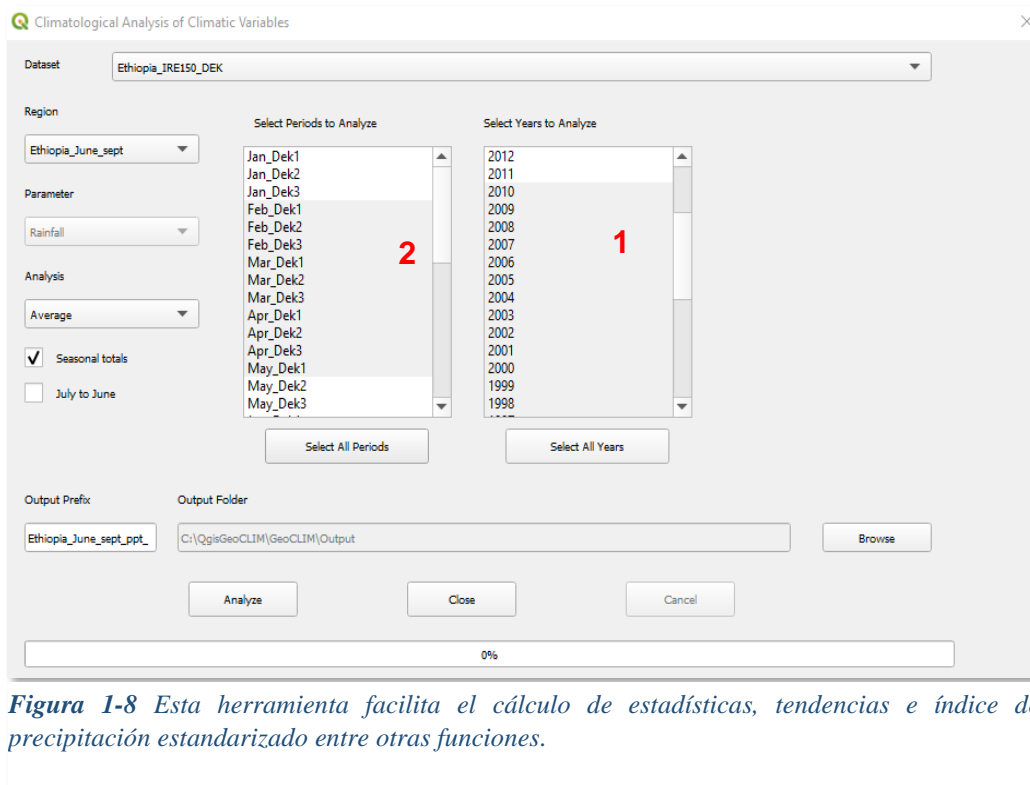 Climatological Analysis of Climatic Variables
Dataset
Ethiopia_IRE150_DEK
Region
Ethiopia_June_sept
Parameter
Rainfall
Analysis
Average
Seasonal totals
July to June
Select Periods to Analyze
Jan_Dek1
Jan_Dek2
Jan_Dek3
Feb_Dek1
Feb_Dek2
Feb_Dek3
Mar_Dek1
Mar_Dek2
Mar_Dek3
Apr_Dek1
Apr_Dek2
Apr_Dek3
May_Dek1
May_Dek2
May_Dek3
2
Select All Periods
Select Years to Analyze
2012
2011
2010
2009
2008
2007
2006
2005
2004
2003
2002
2001
2000
1999
1998
1
Select All Years
Output Prefix
Ethiopia_June_sept_ppt_
Output Folder
C:\QgisGeoCLIM\GeoCLIM\Output
Browse
Analyze
Close
Cancel
0%
Figura 1-8 Esta herramienta facilita el cálculo de estadísticas, tendencias e índice de
precipitación estandarizado entre otras funciones.